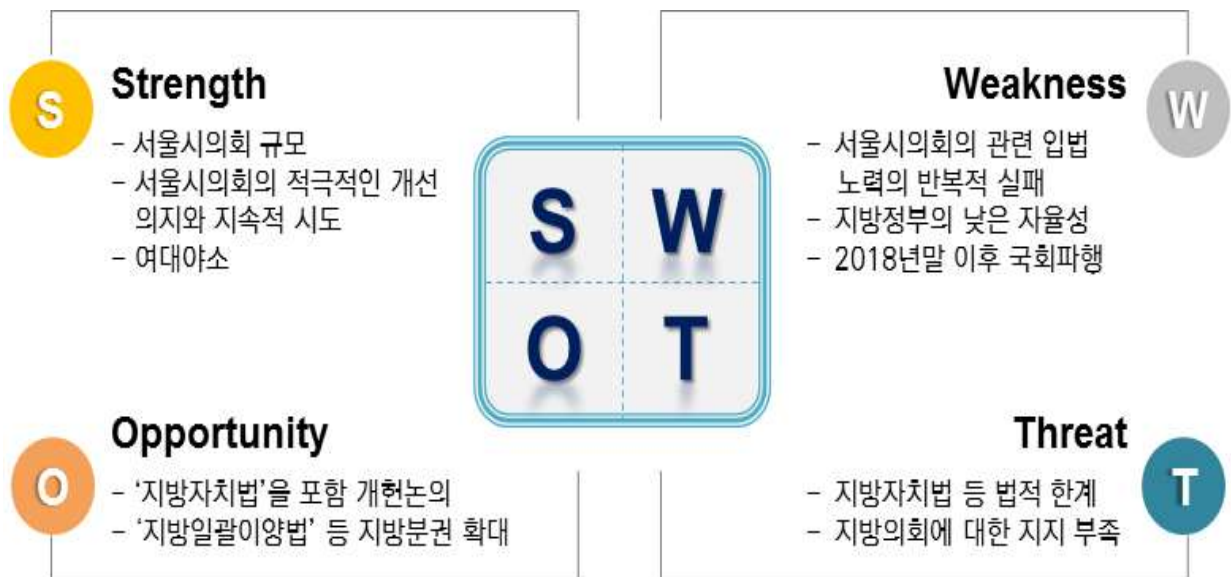 S
Strength
- 서울시의회 규모
- 서울시의회의 적극적인 개선
의지와 지속적 시도
- 여대야소
Weakness
W
- 서울시의회의 관련 입법
노력의 반복적 실패
- 지방정부의 낮은 자율성
- 2018년말 이후 국회파행
S W
O T
O
Opportunity
- ‘지방자치법’을 포함 개헌논의
- ‘지방일괄이양법’ 등 지방분권 확대
Threat
T
- 지방자치법 등 법적 한계
- 지방의회에 대한 지지 부족